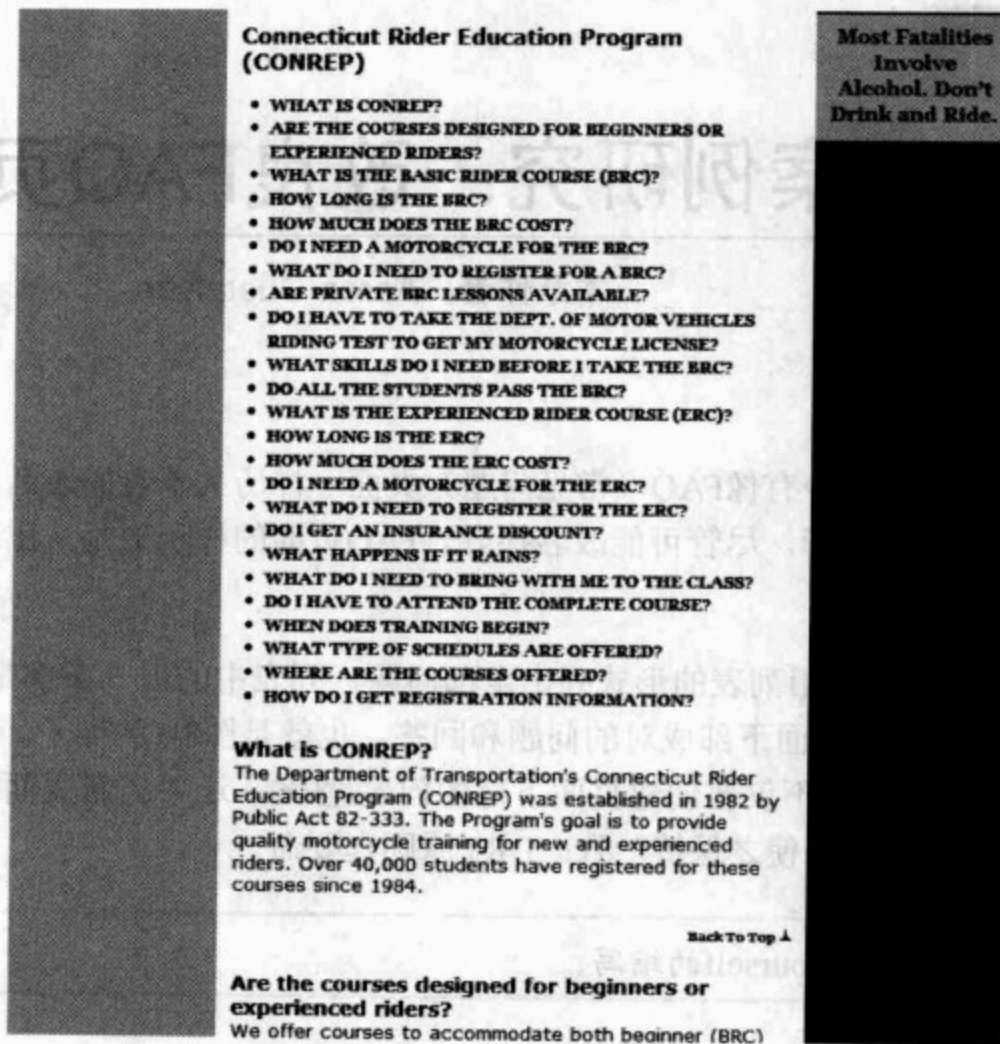 Connecticut Rider Education Program
(CONREP)
• WHAT IS CONREP?
• ARE THE COURSES DESIGNED FOR BEGINNERS OR
EXPERIENCED RIDERS?
• WHAT IS THE BASIC RIDER COURSE (BRC)?
• HOW LONG IS THE BRC?
• HOW MUCH DOES THE BRC COST?
• DO I NEED A MOTORCYCLE FOR THE BRC?
• WHAT DO I NEED TO REGISTER FOR A BRC?
• ARE PRIVATE BRC LESSONS AVAILABLE?
• DO I HAVE TO TAKE THE DEPT. OF MOTOR VEHICLES
RIDING TEST TO GET MY MOTORCYCLE LICENSE?
• WHAT SKILLS DO I NEED BEFORE I TAKE THE BRC?
• DO ALL THE STUDENTS PASS THE BRC?
• WHAT IS THE EXPERIENCED RIDER COURSE (ERC)?
• HOW LONG IS THE ERC?
• HOW MUCH DOES THE ERC COST?
• DO I NEED A MOTORCYCLE FOR THE ERC?
• WHAT DO I NEED TO REGISTER FOR THE ERC?
• DO I GET AN INSURANCE DISCOUNT?
• WHAT HAPPENS IF IT RAINS?
• WHAT DO I NEED TO BRING WITH ME TO THE CLASS?
• DO I HAVE TO ATTEND THE COMPLETE COURSE?
• WHEN DOES TRAINING BEGIN?
• WHAT TYPE OF SCHEDULES ARE OFFERED?
• WHERE ARE THE COURSES OFFERED?
• HOW DO I GET REGISTRATION INFORMATION?
What is CONREP?
The Department of Transportation's Connecticut Rider
Education Program (CONREP) was established in 1982 by
Public Act 82-333. The Program's goal is to provide
quality motorcycle training for new and experienced
riders. Over 40,000 students have registered for these
courses since 1984.
Back To Top
Are the courses designed for beginners or
experienced riders?
We offer courses to accommodate both beginner (BRC)
Most Fatalities
Involve
Alcohol. Don't
Drink and Ride.